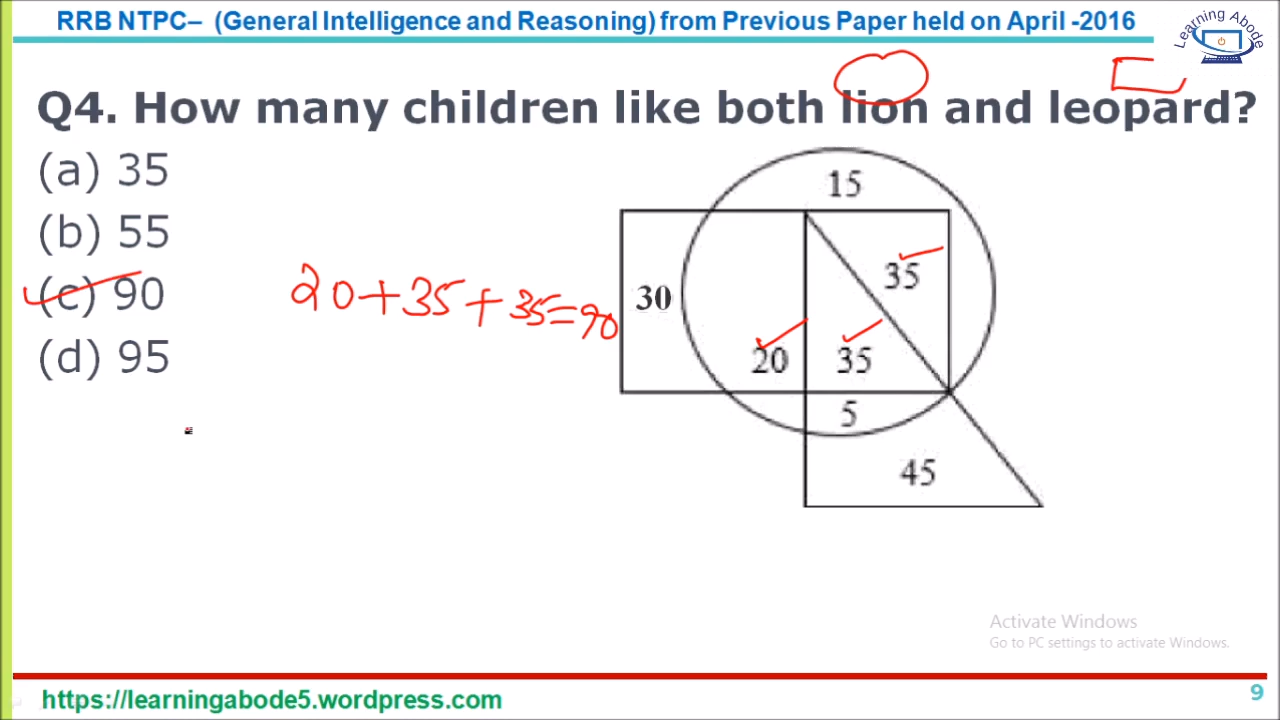 RRB NTPC– (General Intelligence and Reasoning) from Previous Paper held on April -2016
Learning Abode
Q4. How many children like both lion and leopard?
(a) 35
(b) 55
(c) 90
(d) 95
20+35+35=90
15
35
30
20
35
5
45
Activate Windows
Go to PC settings to activate Windows.
https://learningabode5.wordpress.com
9